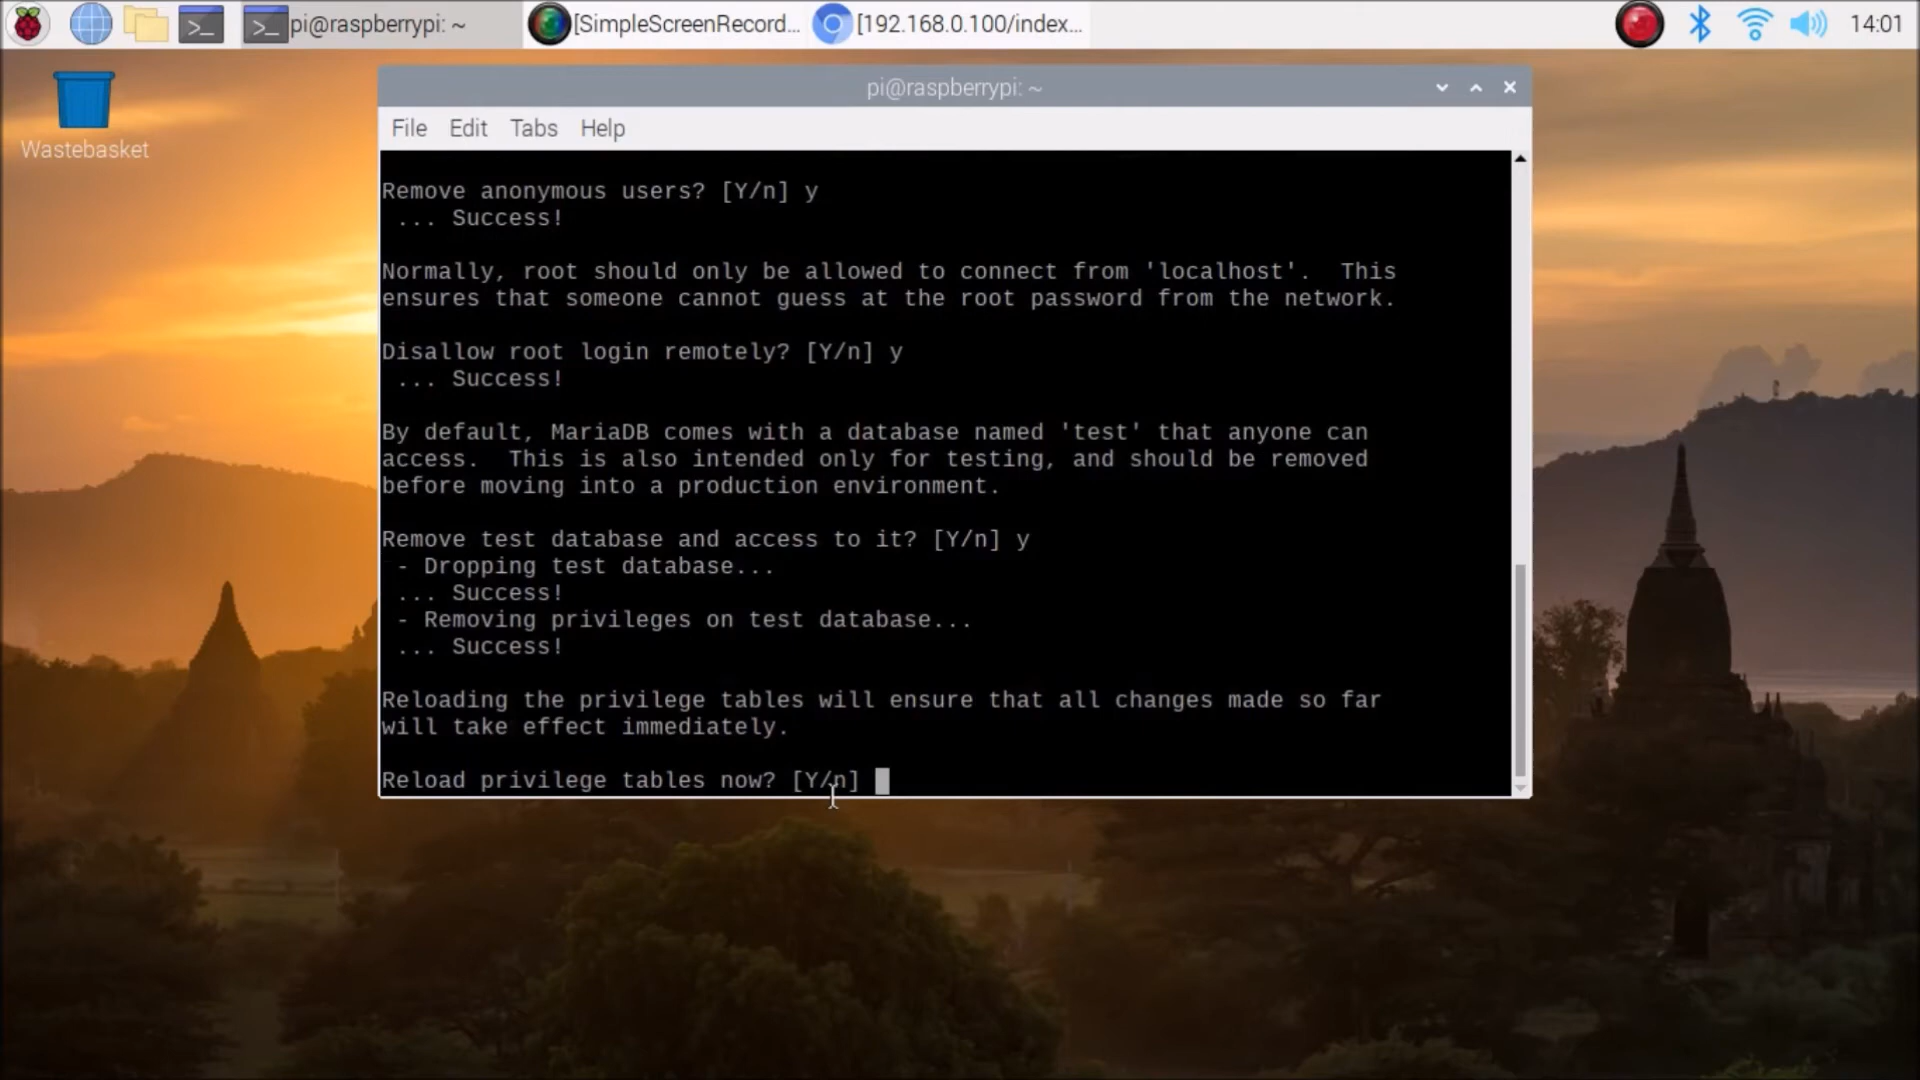 pi@raspberrypi: ~
[SimpleScreenRecord...
[192.168.0.100/index...
14:01
Wastebasket
pi@raspberrypi: ~
File Edit Tabs Help
Remove anonymous users? [Y/n] y
... Success!
Normally, root should only be allowed to connect from 'localhost'.  This
ensures that someone cannot guess at the root password from the network.
Disallow root login remotely? [Y/n] y
... Success!
By default, MariaDB comes with a database named 'test' that anyone can
access.  This is also intended only for testing, and should be removed
before moving into a production environment.
Remove test database and access to it? [Y/n] y
- Dropping test database...
... Success!
- Removing privileges on test database...
... Success!
Reloading the privilege tables will ensure that all changes made so far
will take effect immediately.
Reload privilege tables now? [Y/n]